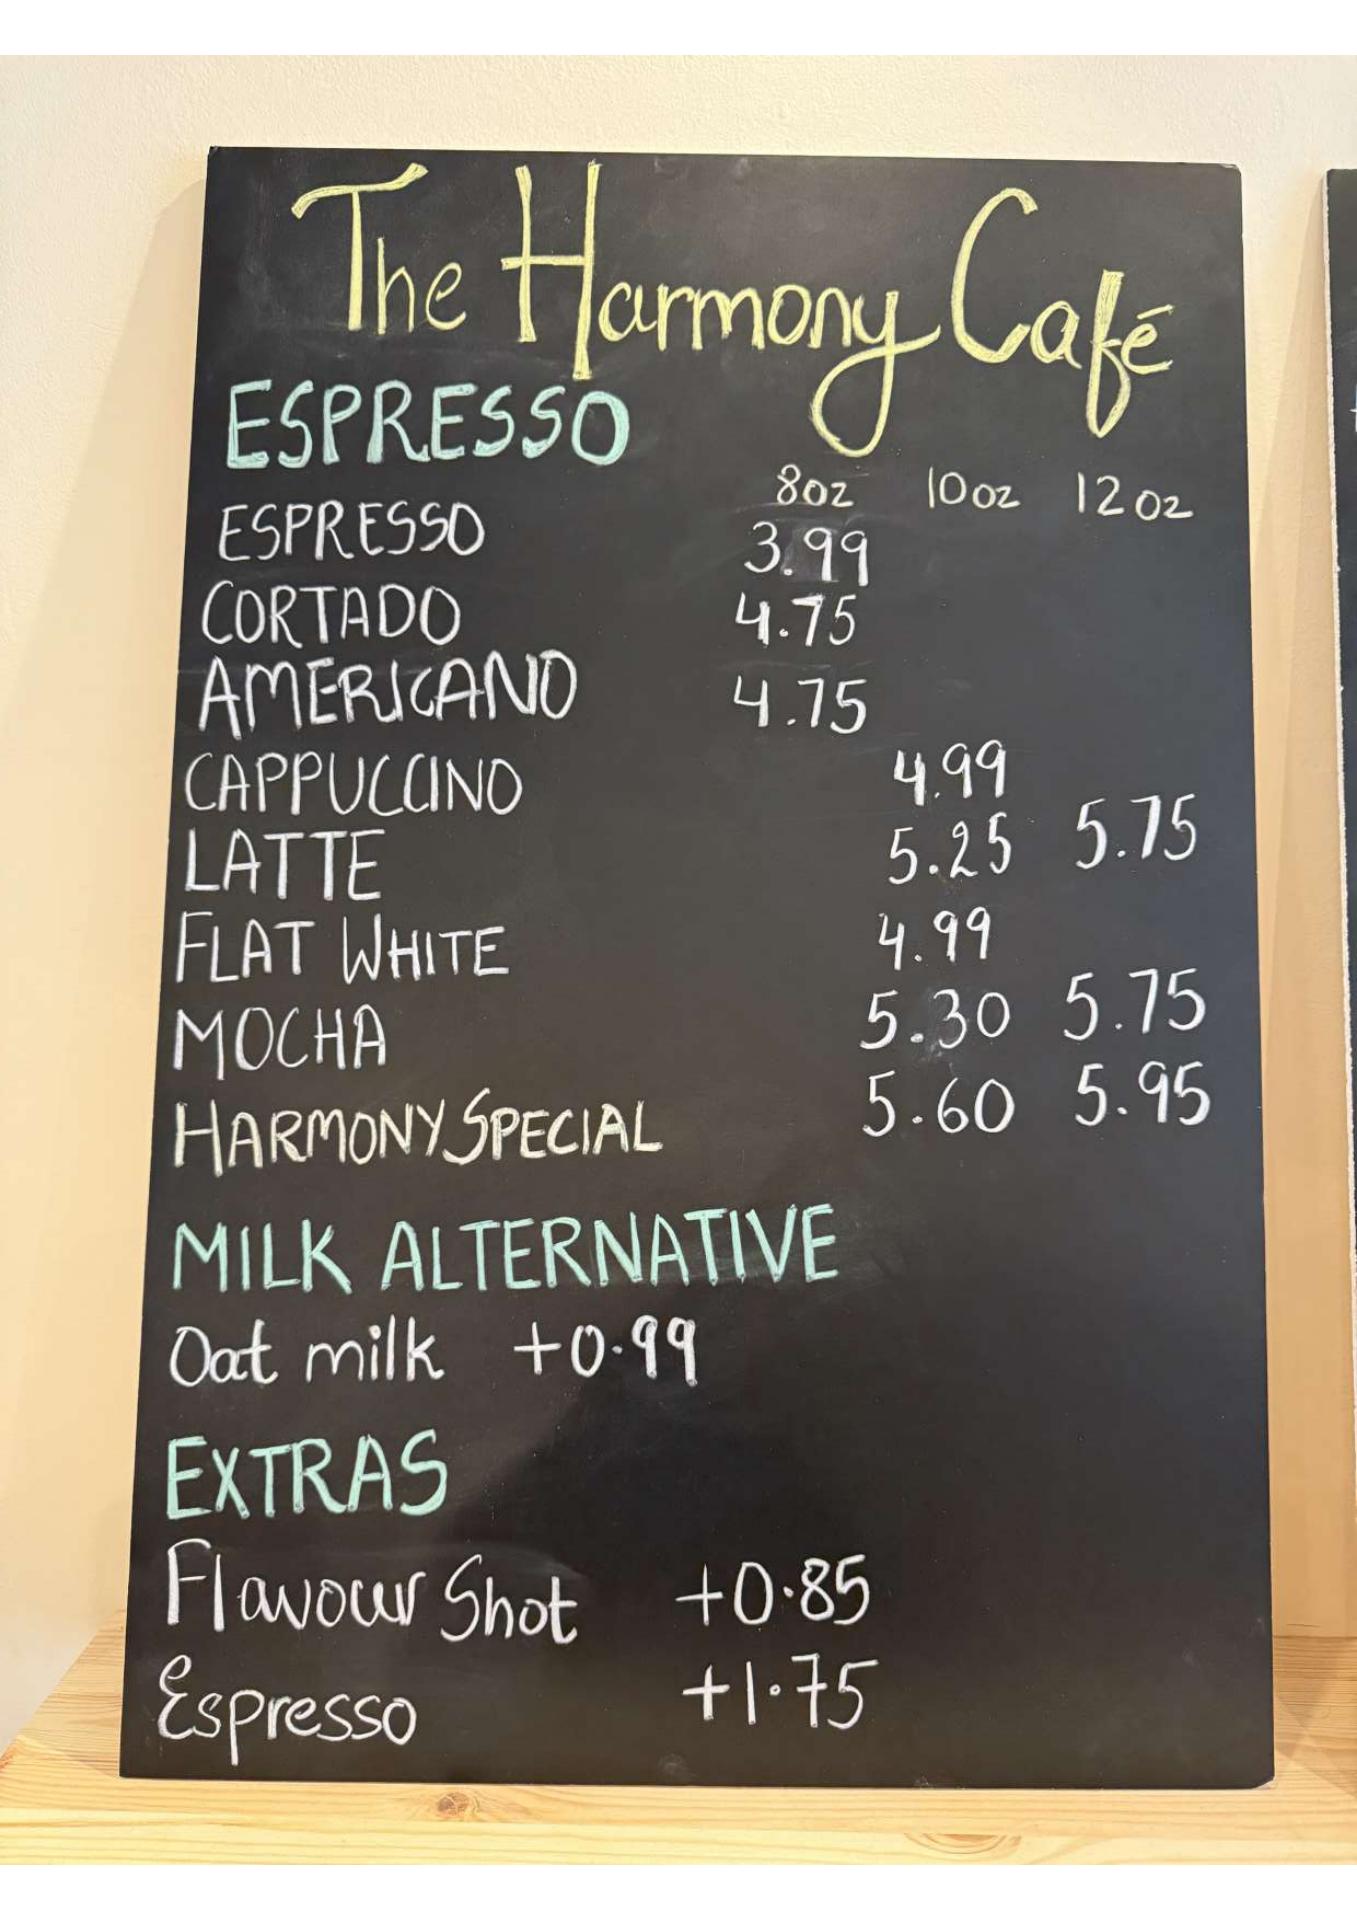 The Harmony Café
ESPRESSO
8oz 10oz 12oz
ESPRESSO 3.99
CORTADO 4.75
AMERICANO 4.75
CAPPUCCINO 4.99
LATTE 5.25 5.75
FLAT WHITE 4.99
MOCHA 5.30 5.75
HARMONY SPECIAL 5.60 5.95
MILK ALTERNATIVE
Oat milk +0.99
EXTRAS
Flavour Shot +0.85
Espresso +1.75